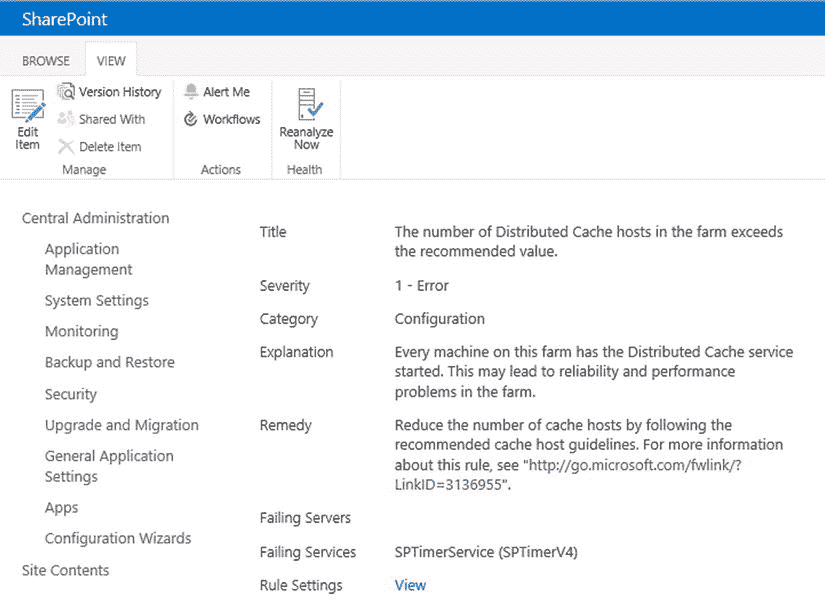 SharePoint
BROWSE
VIEW
Edit
Item
Version History
Shared With
Delete Item
Manage
Alert Me
Workflows
Actions
Reanalyze
Now
Health
Central Administration
Application
Management
System Settings
Monitoring
Backup and Restore
Security
Upgrade and Migration
General Application
Settings
Apps
Configuration Wizards
Site Contents
Title
The number of Distributed Cache hosts in the farm exceeds
the recommended value.
Severity
1 - Error
Category
Configuration
Explanation
Every machine on this farm has the Distributed Cache service
started. This may lead to reliability and performance
problems in the farm.
Remedy
Reduce the number of cache hosts by following the
recommended cache host guidelines. For more information
about this rule, see "http://go.microsoft.com/fwlink/?
LinkID=3136955".
Failing Servers
Failing Services
SPTimerService (SPTimerV4)
Rule Settings
View